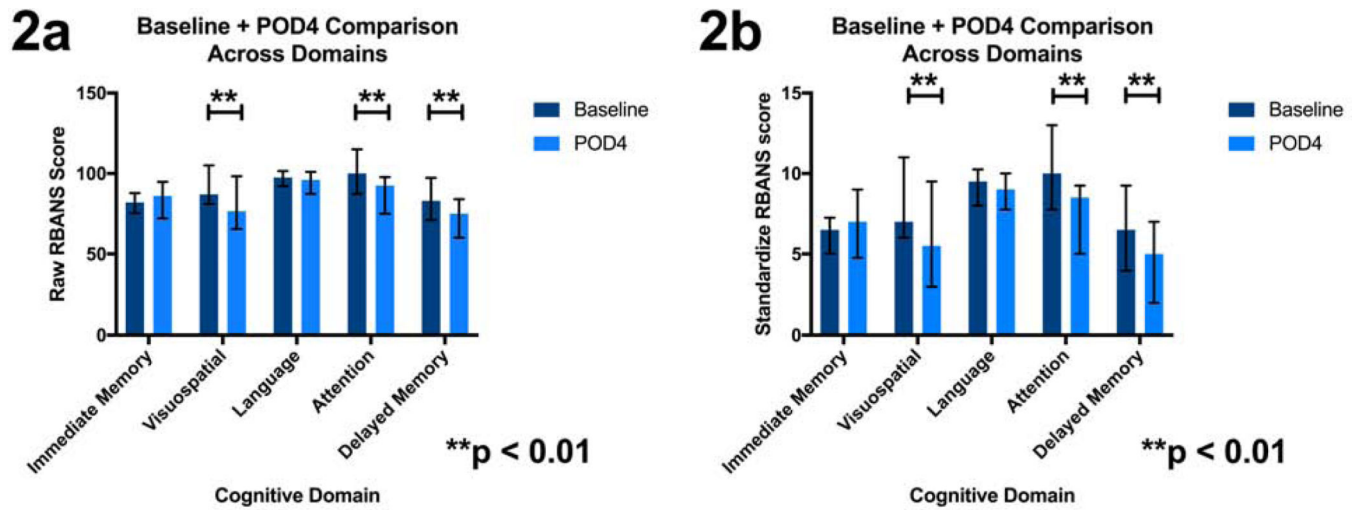 2a
Baseline + POD4 Comparison
Across Domains
**
**
**
150
100
50
0
Raw RBANS Score
Baseline
POD4
Immediate Memory
Visuospatial
Language
Attention
Delayed Memory
**p < 0.01
Cognitive Domain
2b
Baseline + POD4 Comparison
Across Domains
**
**
**
15
10
5
0
Standardize RBANS score
Baseline
POD4
Immediate Memory
Visuospatial
Language
Attention
Delayed Memory
**p < 0.01
Cognitive Domain